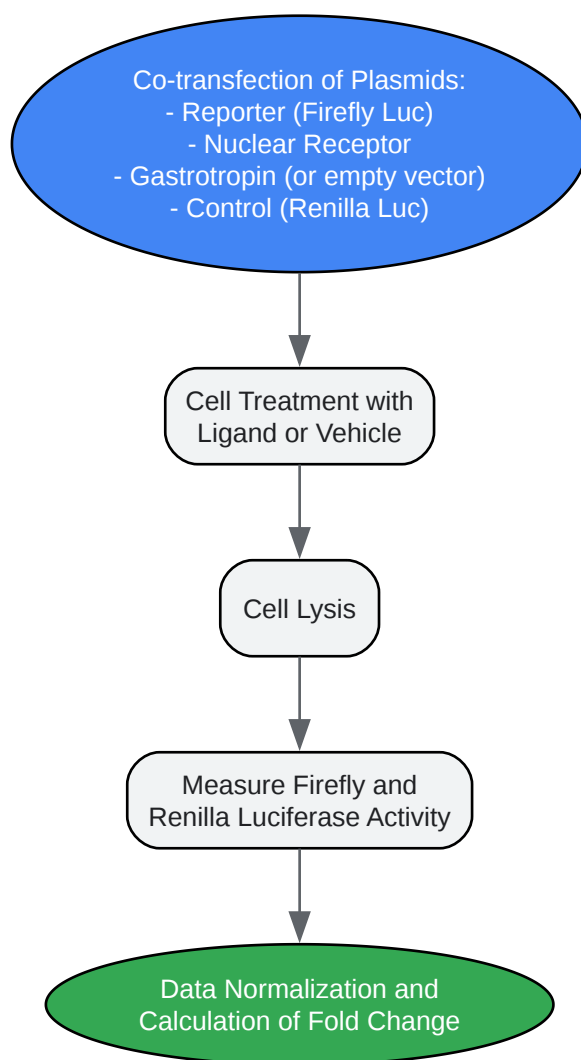 Co-transfection of Plasmids:
- Reporter (Firefly Luc)
- Nuclear Receptor
- Gastrotropin (or empty vector)
- Control (Renilla Luc)
Cell Treatment with
Ligand or Vehicle
Cell Lysis
Measure Firefly and
Renilla Luciferase Activity
Data Normalization and
Calculation of Fold Change